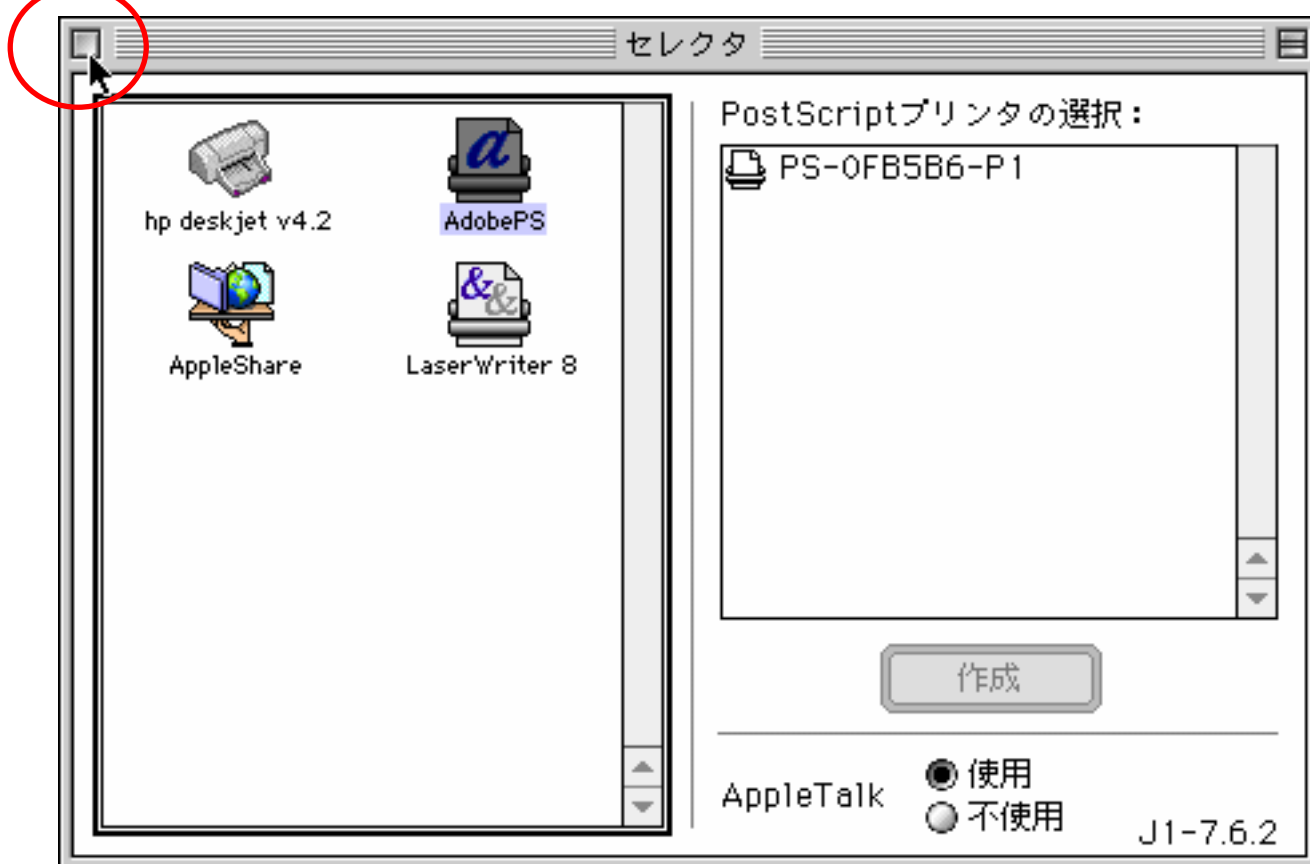 セレクタ
hp deskjet v4.2
AdobePS
AppleShare
LaserWriter 8
PostScriptプリンタの選択：
PS-0FB5B6-P1
作成
AppleTalk
使用
不使用
J1-7.6.2